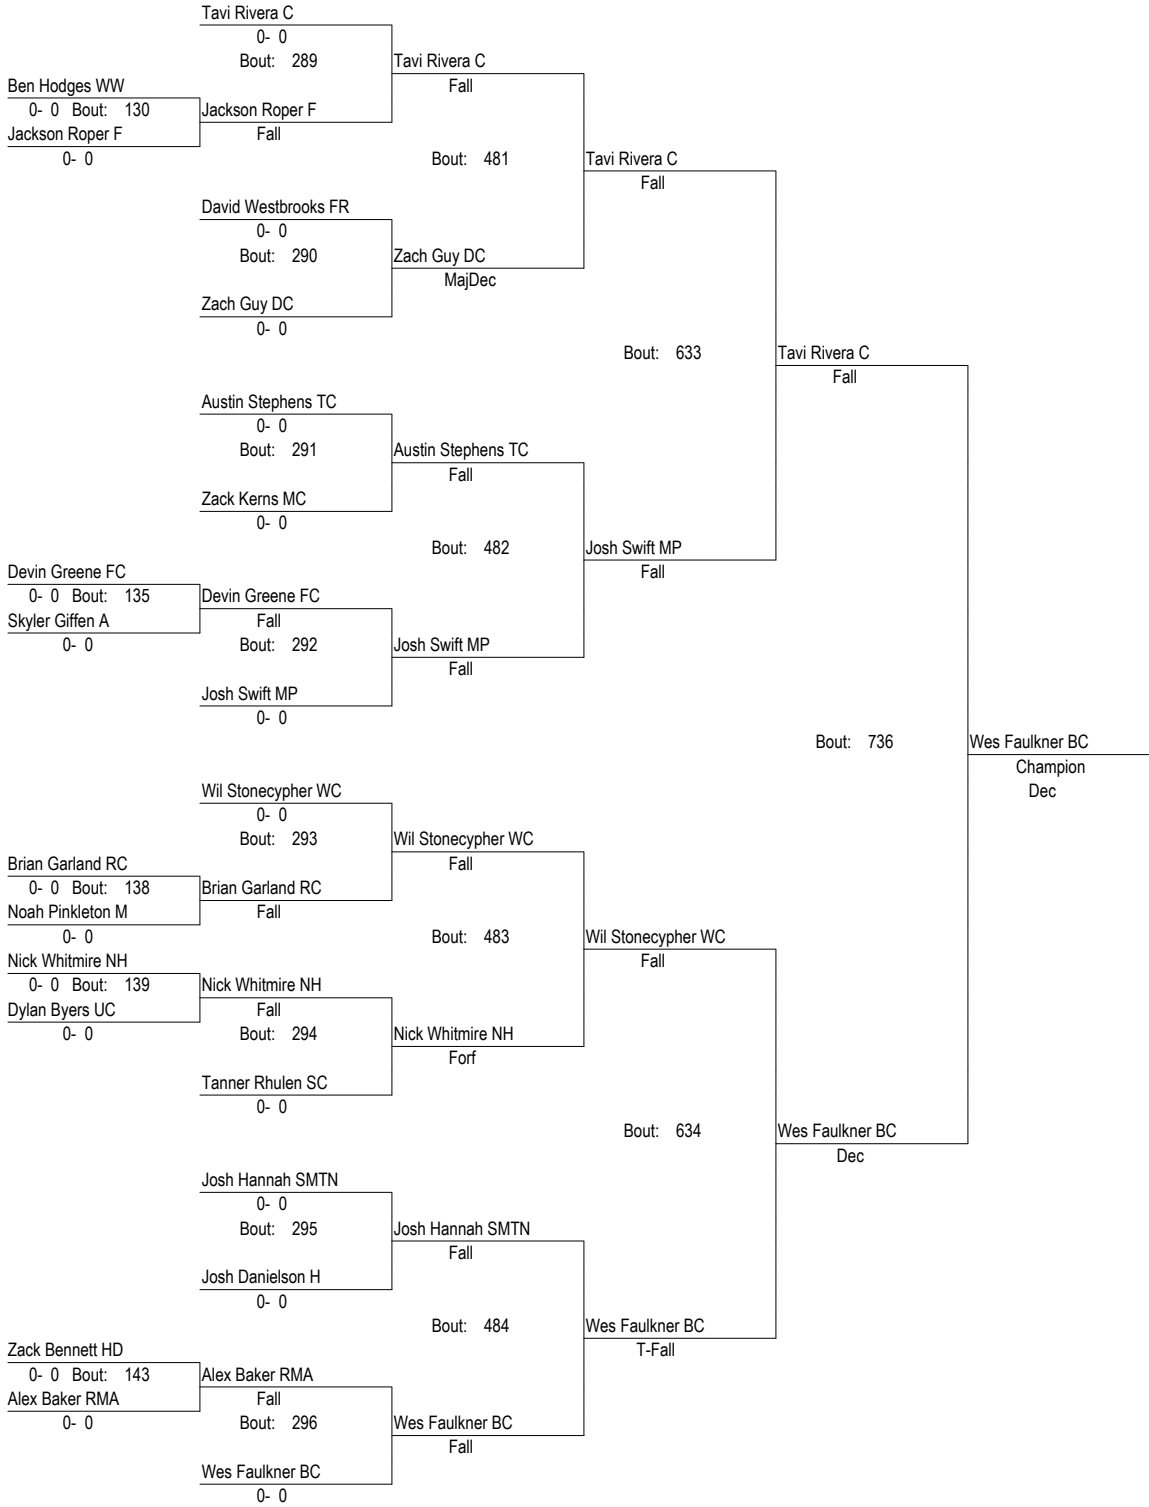 Tavi Rivera C
0- 0
Bout: 289
Tavi Rivera C
Fall
Ben Hodges WW
0- 0 Bout: 130
Jackson Roper F
Jackson Roper F
Fall
0- 0
Bout: 481
Tavi Rivera C
Fall
David Westbrooks FR
0- 0
Bout: 290
Zach Guy DC
MajDec
Zach Guy DC
0- 0
Bout: 633
Tavi Rivera C
Fall
Austin Stephens TC
0- 0
Bout: 291
Austin Stephens TC
Fall
Zack Kerns MC
0- 0
Bout: 482
Josh Swift MP
Fall
Devin Greene FC
0- 0 Bout: 135
Devin Greene FC
Skyler Giffen A
Fall
0- 0
Bout: 292
Josh Swift MP
Fall
Josh Swift MP
0- 0
Bout: 736
Wes Faulkner BC
Champion
Dec
Wil Stonecypher WC
0- 0
Bout: 293
Wil Stonecypher WC
Fall
Brian Garland RC
0- 0 Bout: 138
Brian Garland RC
Noah Pinkleton M
Fall
0- 0
Bout: 483
Wil Stonecypher WC
Fall
Nick Whitmire NH
0- 0 Bout: 139
Nick Whitmire NH
Dylan Byers UC
Fall
0- 0
Bout: 294
Nick Whitmire NH
Forf
Tanner Rhulen SC
0- 0
Bout: 634
Wes Faulkner BC
Dec
Josh Hannah SMTN
0- 0
Bout: 295
Josh Hannah SMTN
Fall
Josh Danielson H
0- 0
Bout: 484
Wes Faulkner BC
T-Fall
Zack Bennett HD
0- 0 Bout: 143
Alex Baker RMA
Alex Baker RMA
Fall
0- 0
Bout: 296
Wes Faulkner BC
Fall
Wes Faulkner BC
0- 0